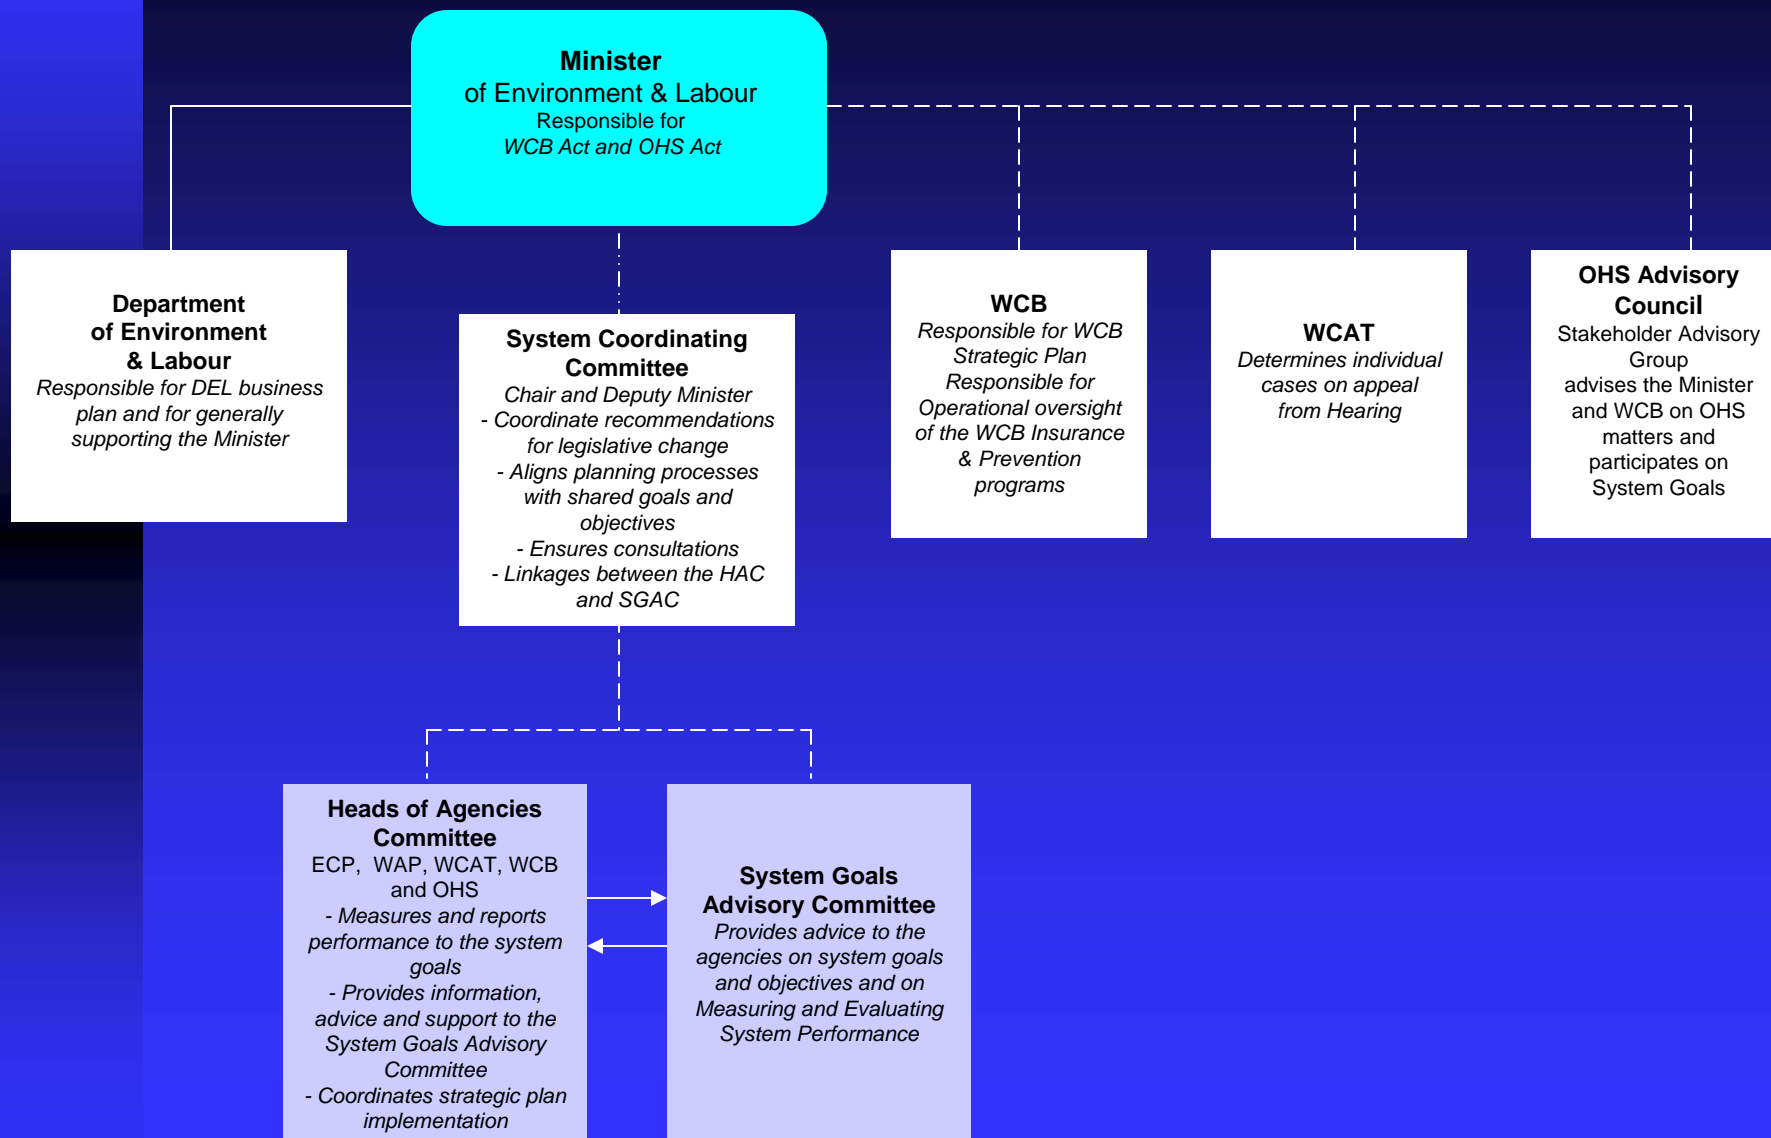 Minister
of Environment & Labour
Responsible for
WCB Act and OHS Act
Department
of Environment
& Labour
Responsible for DEL business
plan and for generally
supporting the Minister
System Coordinating
Committee
Chair and Deputy Minister
- Coordinate recommendations
for legislative change
- Aligns planning processes
with shared goals and
objectives
- Ensures consultations
- Linkages between the HAC
and SGAC
WCB
Responsible for WCB
Strategic Plan
Responsible for
Operational oversight
of the WCB Insurance
& Prevention
programs
WCAT
Determines individual
cases on appeal
from Hearing
OHS Advisory
Council
Stakeholder Advisory
Group
advises the Minister
and WCB on OHS
matters and
participates on
System Goals
Heads of Agencies
Committee
ECP, WAP, WCAT, WCB
and OHS
- Measures and reports
performance to the system
goals
- Provides information,
advice and support to the
System Goals Advisory
Committee
- Coordinates strategic plan
implementation
System Goals
Advisory Committee
Provides advice to the
agencies on system goals
and objectives and on
Measuring and Evaluating
System Performance